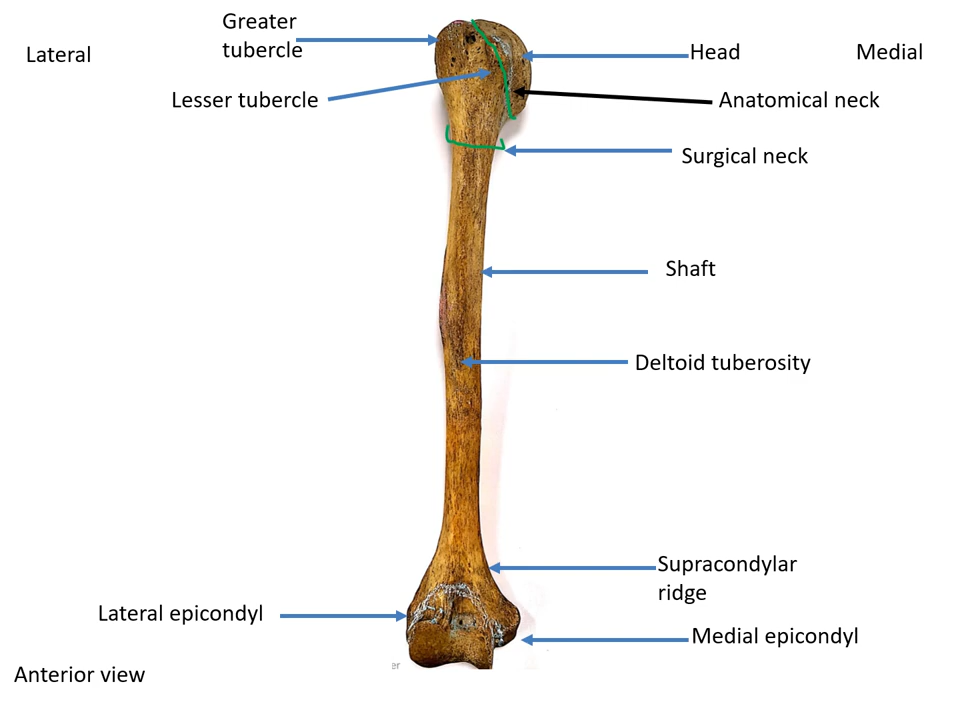 Greater
tubercle
Lateral
Head
Medial
Lesser tubercle
Anatomical neck
Surgical neck
Shaft
Deltoid tuberosity
Supracondylar
ridge
Lateral epicondyl
Medial epicondyl
er
Anterior view